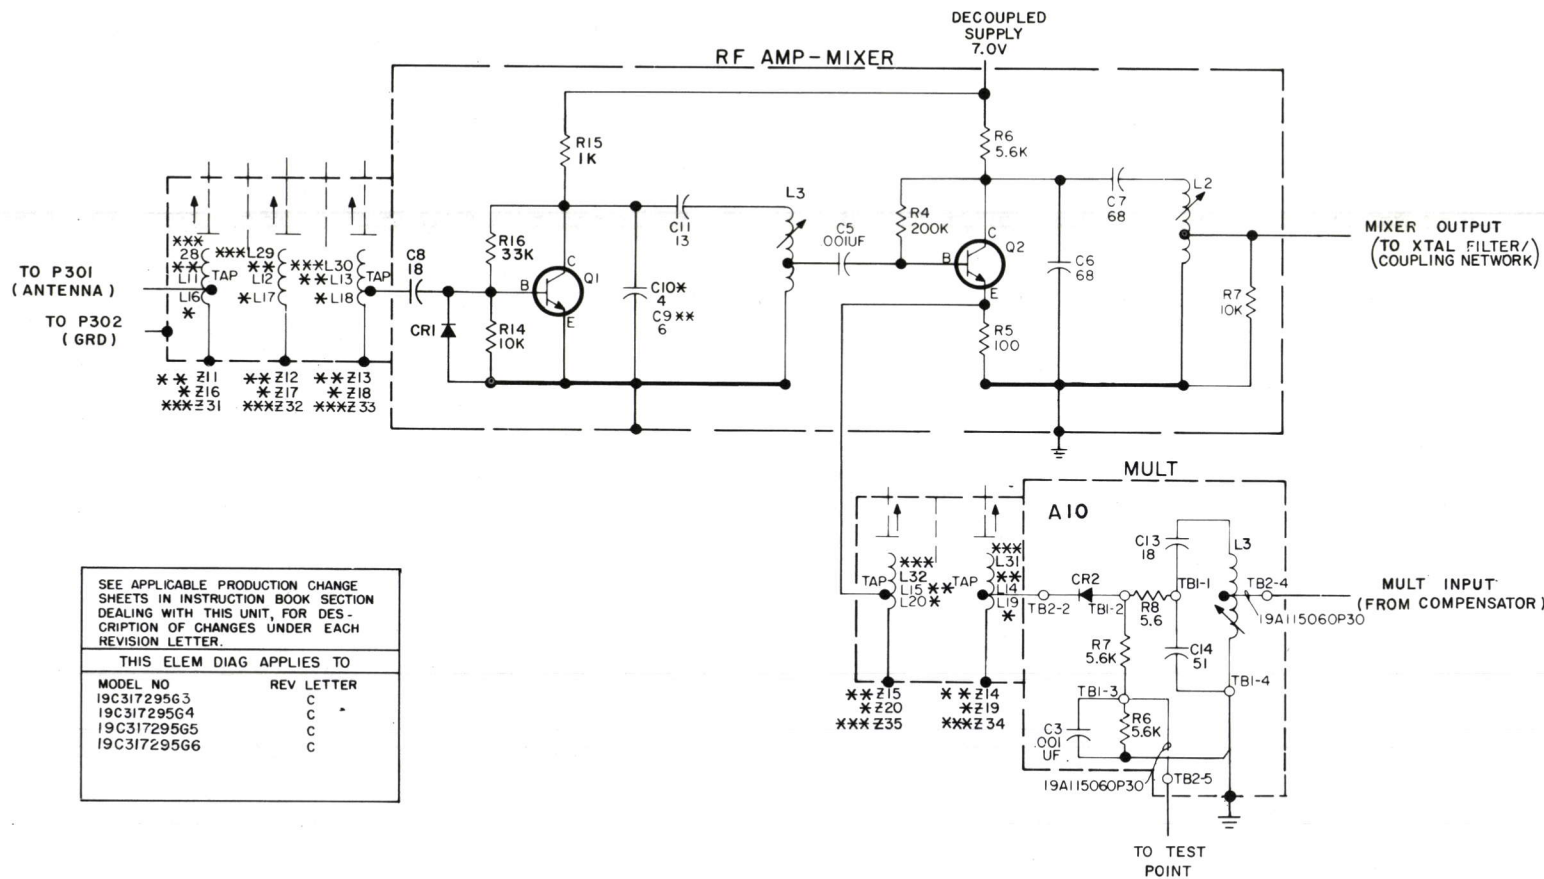 DECOUPLED
SUPPLY
7.0V
RF AMP-MIXER
R15
1K
R6
5.6K
L3
L2
C7
68
C11
13
R16
33K
C5
.001UF
R4
200K
C
B
Q2
E
C6
68
MIXER OUTPUT
(TO XTAL FILTER/
COUPLING NETWORK)
R7
10K
R5
100
C8
18
C
B
Q1
E
C10*
4
C9**
6
CR1
R14
10K
TO P301
(ANTENNA)
TO P302
(GRD)
***
28
**
L11
L16
*
TAP
***L29
**
L12
*L17
***L30
**L13
*L18
TAP
** Z11
*Z16
***Z31
**Z12
*Z17
***Z32
**Z13
*Z18
***Z33
MULT
A10
C13
18
L3
TAP
***
L32
L15**
L20*
TAP
***
L31
**
L14
L19
*
CR2
TB2-2
TB1-2
R8
5.6
TB1-1
TB2-4
19A115060P30
MULT INPUT
(FROM COMPENSATOR)
R7
5.6K
C14
51
TB1-4
TB1-3
R6
5.6K
C3
.001
UF
19A115060P30
TB2-5
**Z15
*Z20
***Z35
**Z14
*Z19
***Z34
TO TEST
POINT
SEE APPLICABLE PRODUCTION CHANGE
SHEETS IN INSTRUCTION BOOK SECTION
DEALING WITH THIS UNIT, FOR DES-
CRIPTION OF CHANGES UNDER EACH
REVISION LETTER.
THIS ELEM DIAG APPLIES TO
MODEL NO REV LETTER
19C317295G3 C
19C317295G4 C
19C317295G5 C
19C317295G6 C